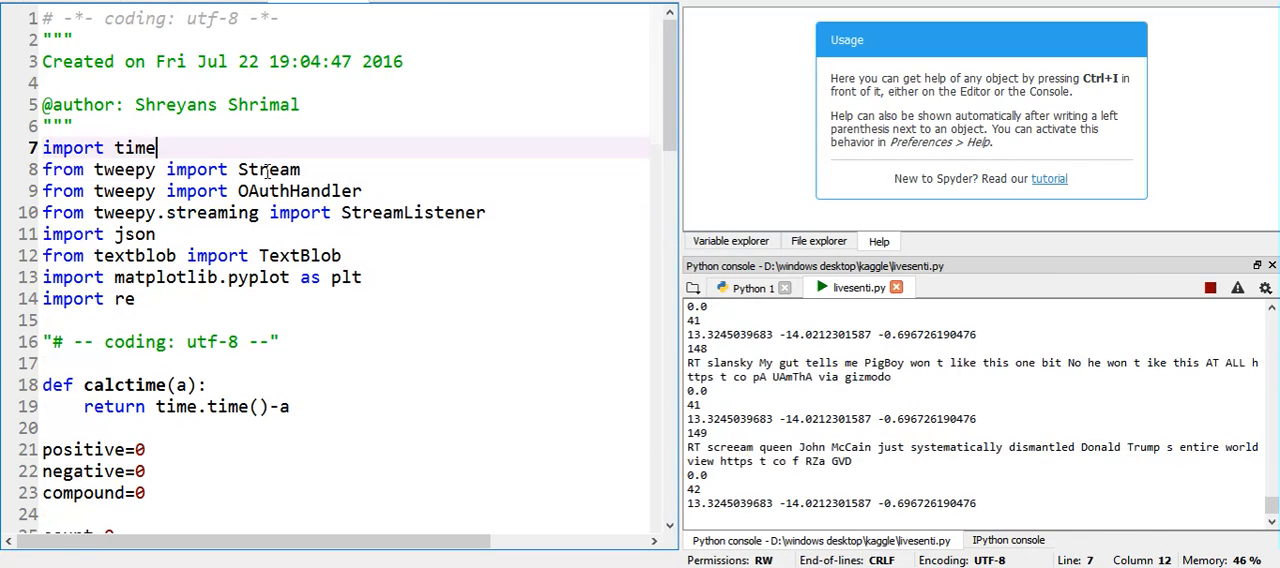 1 # -*- coding: utf-8 -*-
2 """
3 Created on Fri Jul 22 19:04:47 2016
4
5 @author: Shreyans Shrimal
6 """
7 import time
8 from tweepy import Stream
9 from tweepy import OAuthHandler
10 from tweepy.streaming import StreamListener
11 import json
12 from textblob import TextBlob
13 import matplotlib.pyplot as plt
14 import re
15
16 "# -- coding: utf-8 --"
17
18 def calctime(a):
19     return time.time()-a
20
21 positive=0
22 negative=0
23 compound=0
24
Usage
Here you can get help of any object by pressing Ctrl+I in
front of it, either on the Editor or the Console.
Help can also be shown automatically after writing a left
parenthesis next to an object. You can activate this
behavior in Preferences > Help.
New to Spyder? Read our tutorial
Variable explorer File explorer Help
Python console - D:\windows desktop\kaggle\livesenti.py
Python 1 livesenti.py
0.0
41
13.3245039683 -14.0212301587 -0.696726190476
148
RT slansky My gut tells me PigBoy won t like this one bit No he won t ike this AT ALL h
ttps t co pA UAmThA via gizmodo
0.0
41
13.3245039683 -14.0212301587 -0.696726190476
149
RT screeam queen John McCain just systematically dismantled Donald Trump s entire world
view https t co f RZa GVD
0.0
42
13.3245039683 -14.0212301587 -0.696726190476
Python console - D:\windows desktop\kaggle\livesenti.py IPython console
Permissions: RW End-of-lines: CRLF Encoding: UTF-8 Line: 7 Column: 12 Memory: 46 %